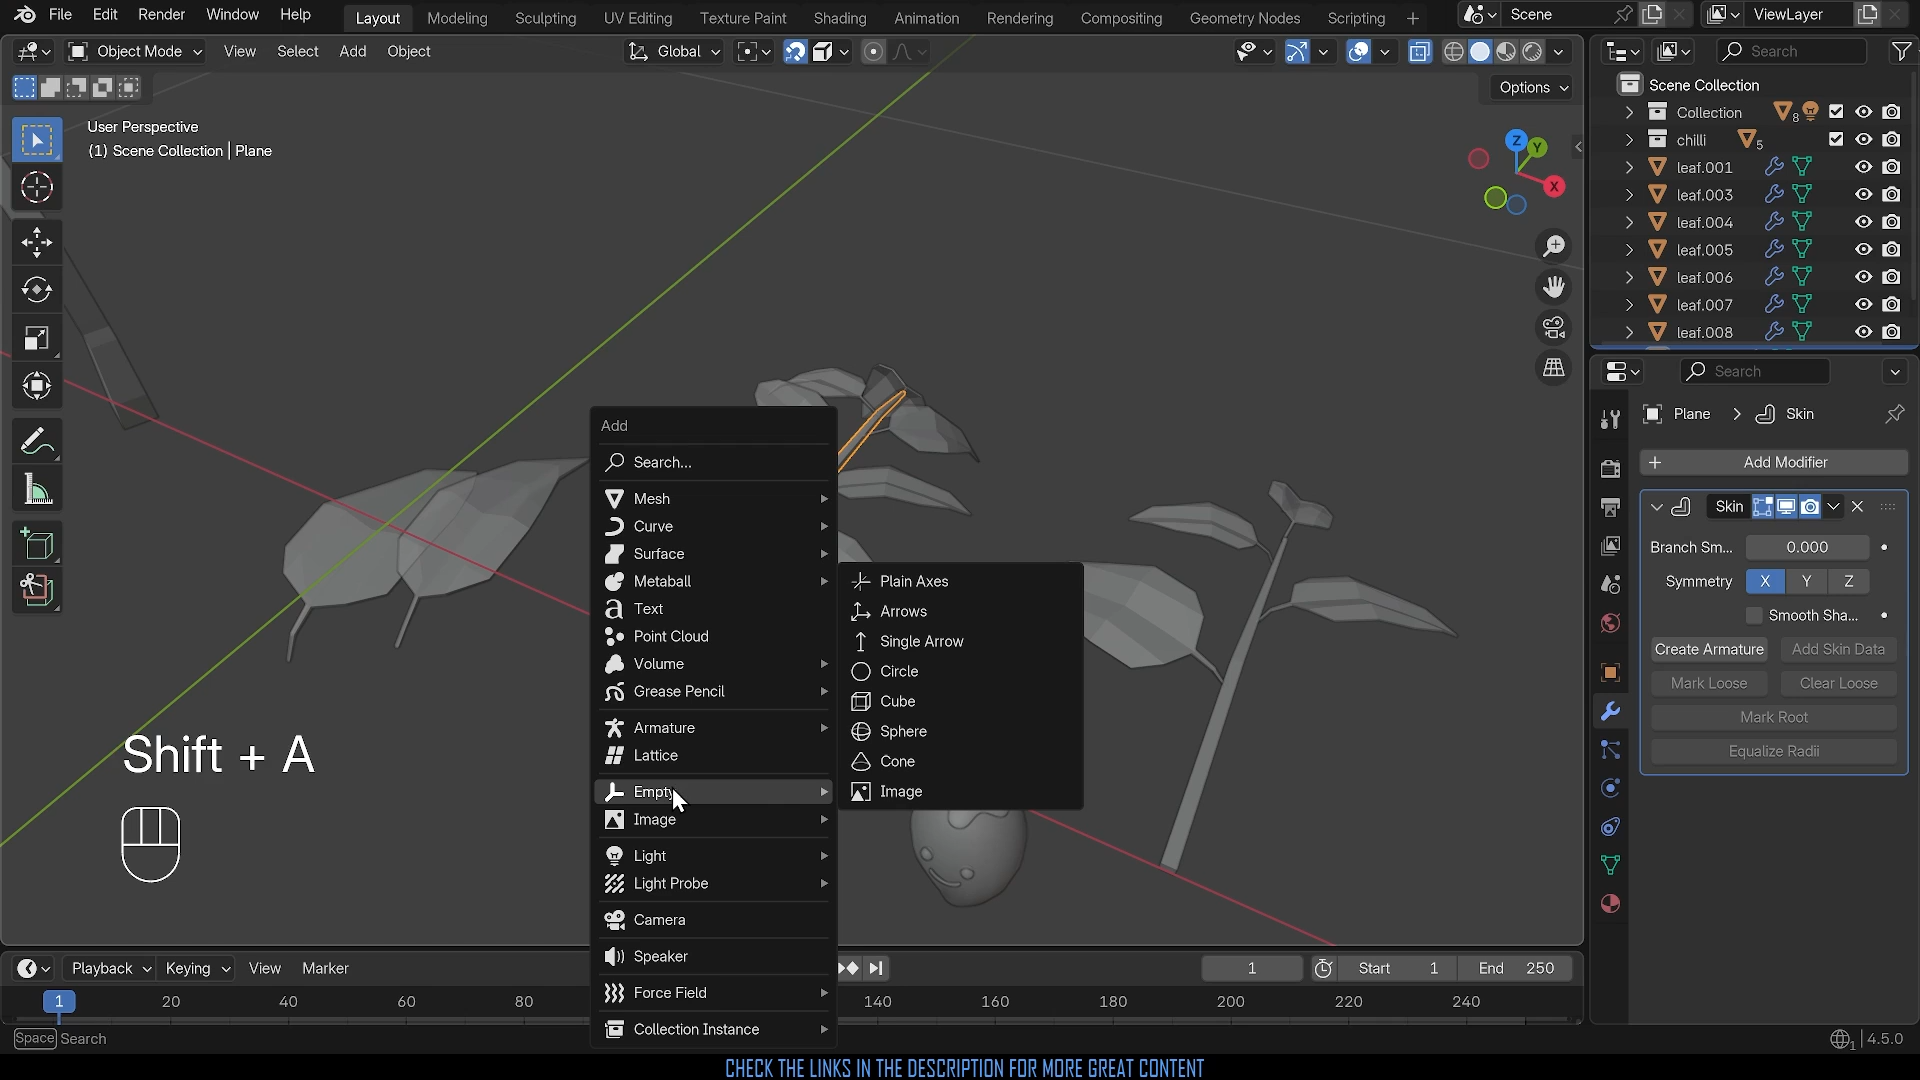 File Edit Render Window Help Layout Modeling Sculpting UV Editing Texture Paint Shading Animation Rendering Compositing Geometry Nodes Scripting + Scene ViewLayer
Object Mode View Select Add Object Global Search
Options
User Perspective
(1) Scene Collection | Plane
Z
Y
X
Scene Collection
Collection 8
chilli 5
leaf.001
leaf.003
leaf.004
leaf.005
leaf.006
leaf.007
leaf.008
Search
Plane > Skin
+ Add Modifier
Skin
Branch Sm... 0.000
Symmetry X Y Z
Smooth Sha...
Create Armature Add Skin Data
Mark Loose Clear Loose
Mark Root
Equalize Radii
Add
Search...
Mesh
Curve
Surface
Metaball
Text
Point Cloud
Volume
Grease Pencil
Armature
Lattice
Empty
Image
Light
Light Probe
Camera
Speaker
Force Field
Collection Instance
Plain Axes
Arrows
Single Arrow
Circle
Cube
Sphere
Cone
Image
Shift + A
Playback Keying View Marker 1 Start 1 End 250
1 20 40 60 80 140 160 180 200 220 240
Space Search
1 4.5.0
CHECK THE LINKS IN THE DESCRIPTION FOR MORE GREAT CONTENT